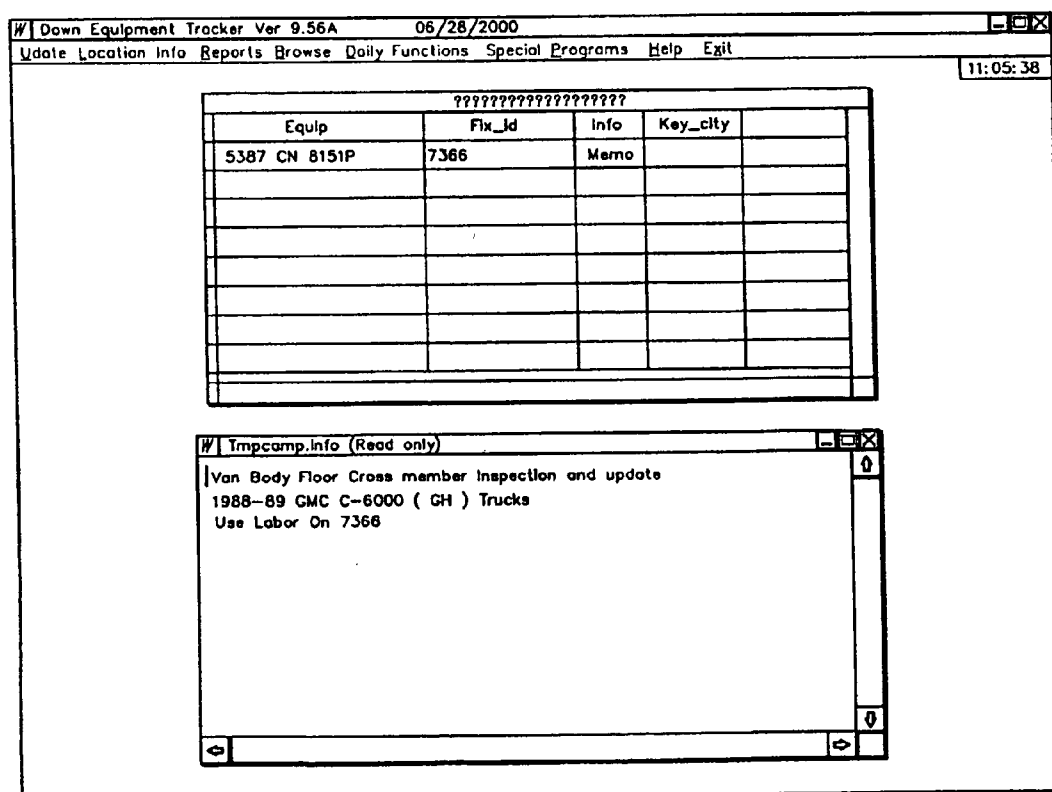 W Down Equipment Tracker Ver 9.56A 06/28/2000
Udate Location Info Reports Browse Daily Functions Special Programs Help Exit
11:05:38
???????????????????
Equip Fix_id Info Key_city
5387 CN 8151P 7366 Memo
W Tmpcamp.info (Read only)
Van Body Floor Cross member Inspection and update
1988-89 GMC C-6000 ( GH ) Trucks
Use Labor On 7366